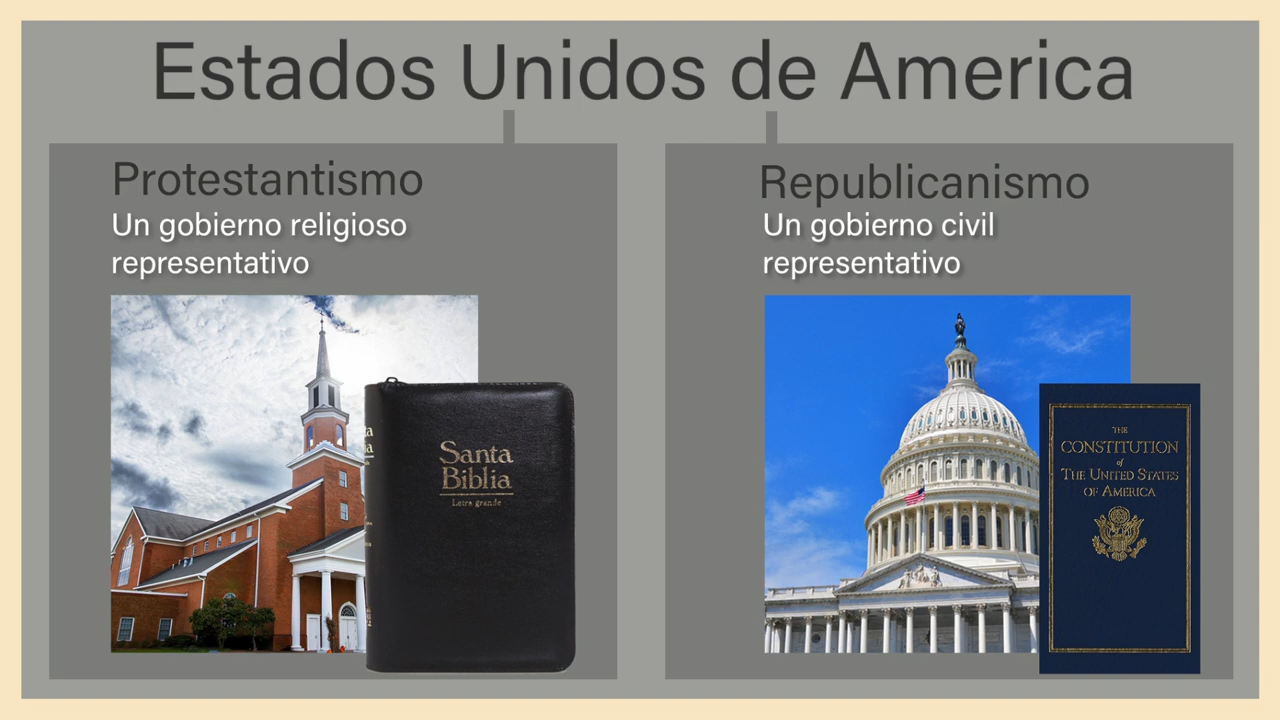 Estados Unidos de America
Protestantismo
Un gobierno religioso
representativo
Santa
Biblia
Letra grande
Republicanismo
Un gobierno civil
representativo
THE
CONSTITUTION
of
THE UNITED STATES
OF AMERICA